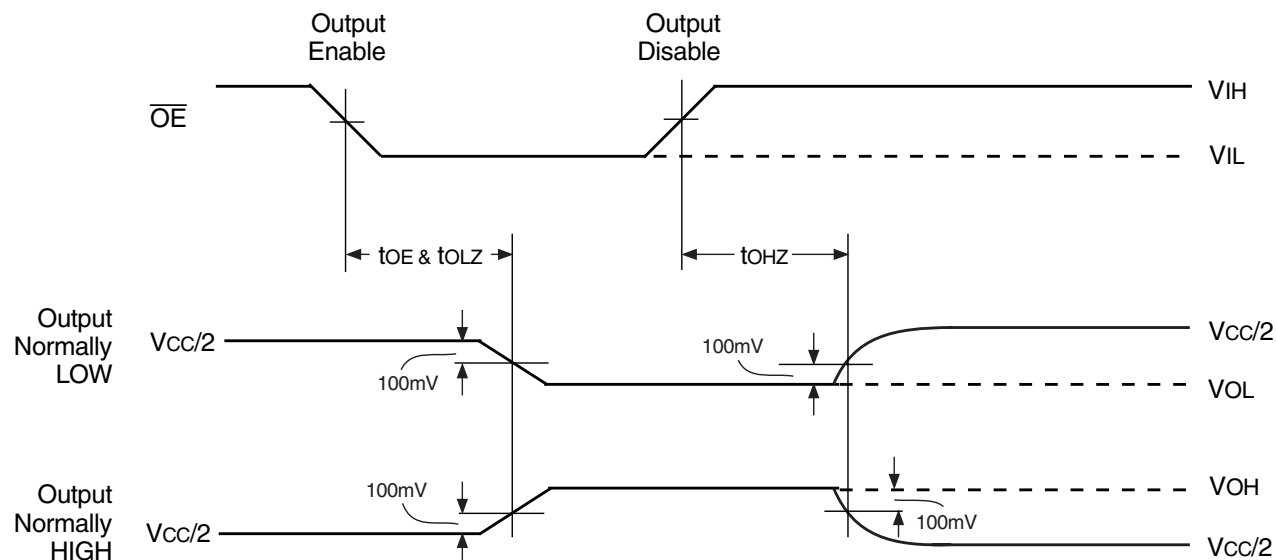 Output
Enable
Output
Disable
OE
VIH
VIL
tOE & tOLZ
tOHZ
Output
Normally
LOW
VCC/2
100mV
100mV
VCC/2
VOL
Output
Normally
HIGH
VCC/2
100mV
VOH
100mV
VCC/2